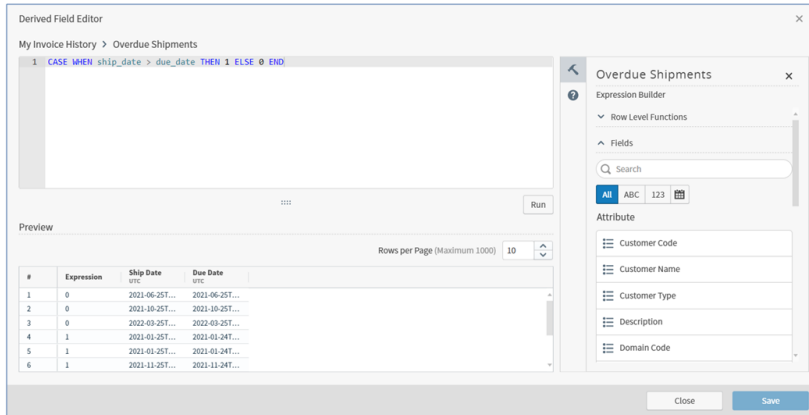 Derived Field Editor
My Invoice History > Overdue Shipments
1 CASE WHEN ship_date > due_date THEN 1 ELSE 0 END
Run
Preview
Rows per Page (Maximum 1000) 10
# Expression Ship Date UTC Due Date UTC
1 0 2021-06-25T... 2021-06-25T...
2 0 2021-10-25T... 2021-10-25T...
3 0 2022-03-25T... 2022-03-25T...
4 1 2021-01-25T... 2021-01-24T...
5 1 2021-01-25T... 2021-01-24T...
6 1 2021-11-25T... 2021-11-24T...
Overdue Shipments
Expression Builder
Row Level Functions
Fields
Search
All ABC 123
Attribute
Customer Code
Customer Name
Customer Type
Description
Domain Code
Close Save